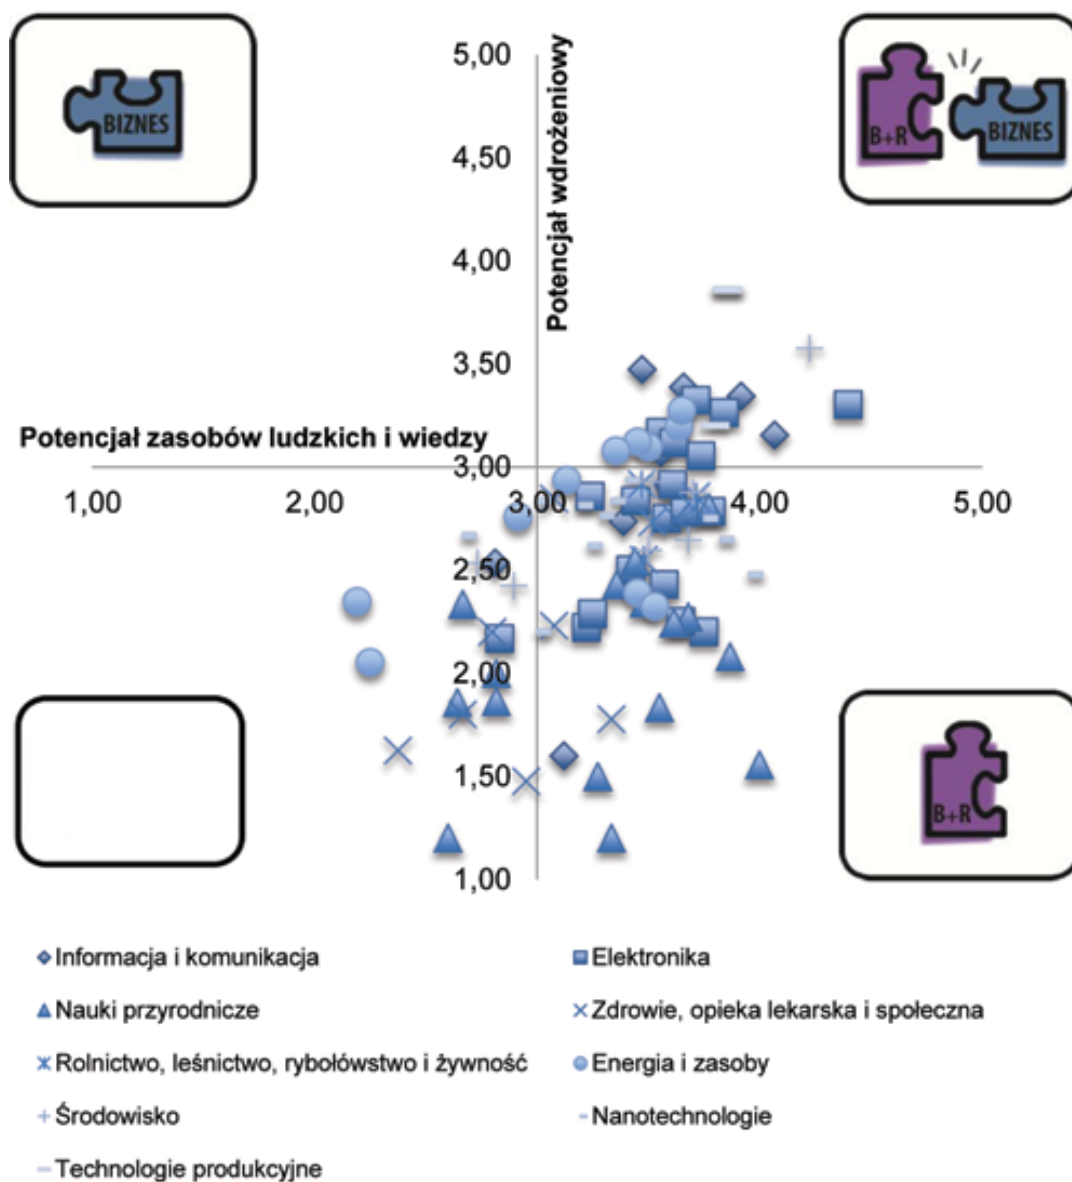 5,00
BIZNES
B+R
BIZNES
4,50
4,00
Potencjał wdrożeniowy
3,50
Potencjał zasobów ludzkich i wiedzy
3,00
1,00
2,00
3,00
4,00
5,00
2,50
2,00
1,50
B+R
1,00
Informacja i komunikacja
Elektronika
Nauki przyrodnicze
Zdrowie, opieka lekarska i społeczna
Rolnictwo, leśnictwo, rybołówstwo i żywność
Energia i zasoby
Środowisko
Nanotechnologie
Technologie produkcyjne